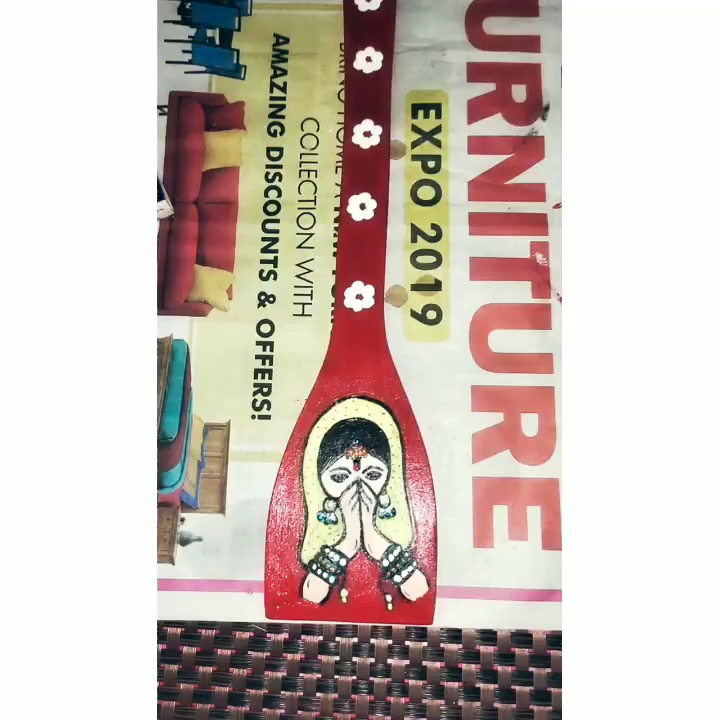 URNITURE
EXPO 2019
COLLECTION WITH
AMAZING DISCOUNTS & OFFERS!